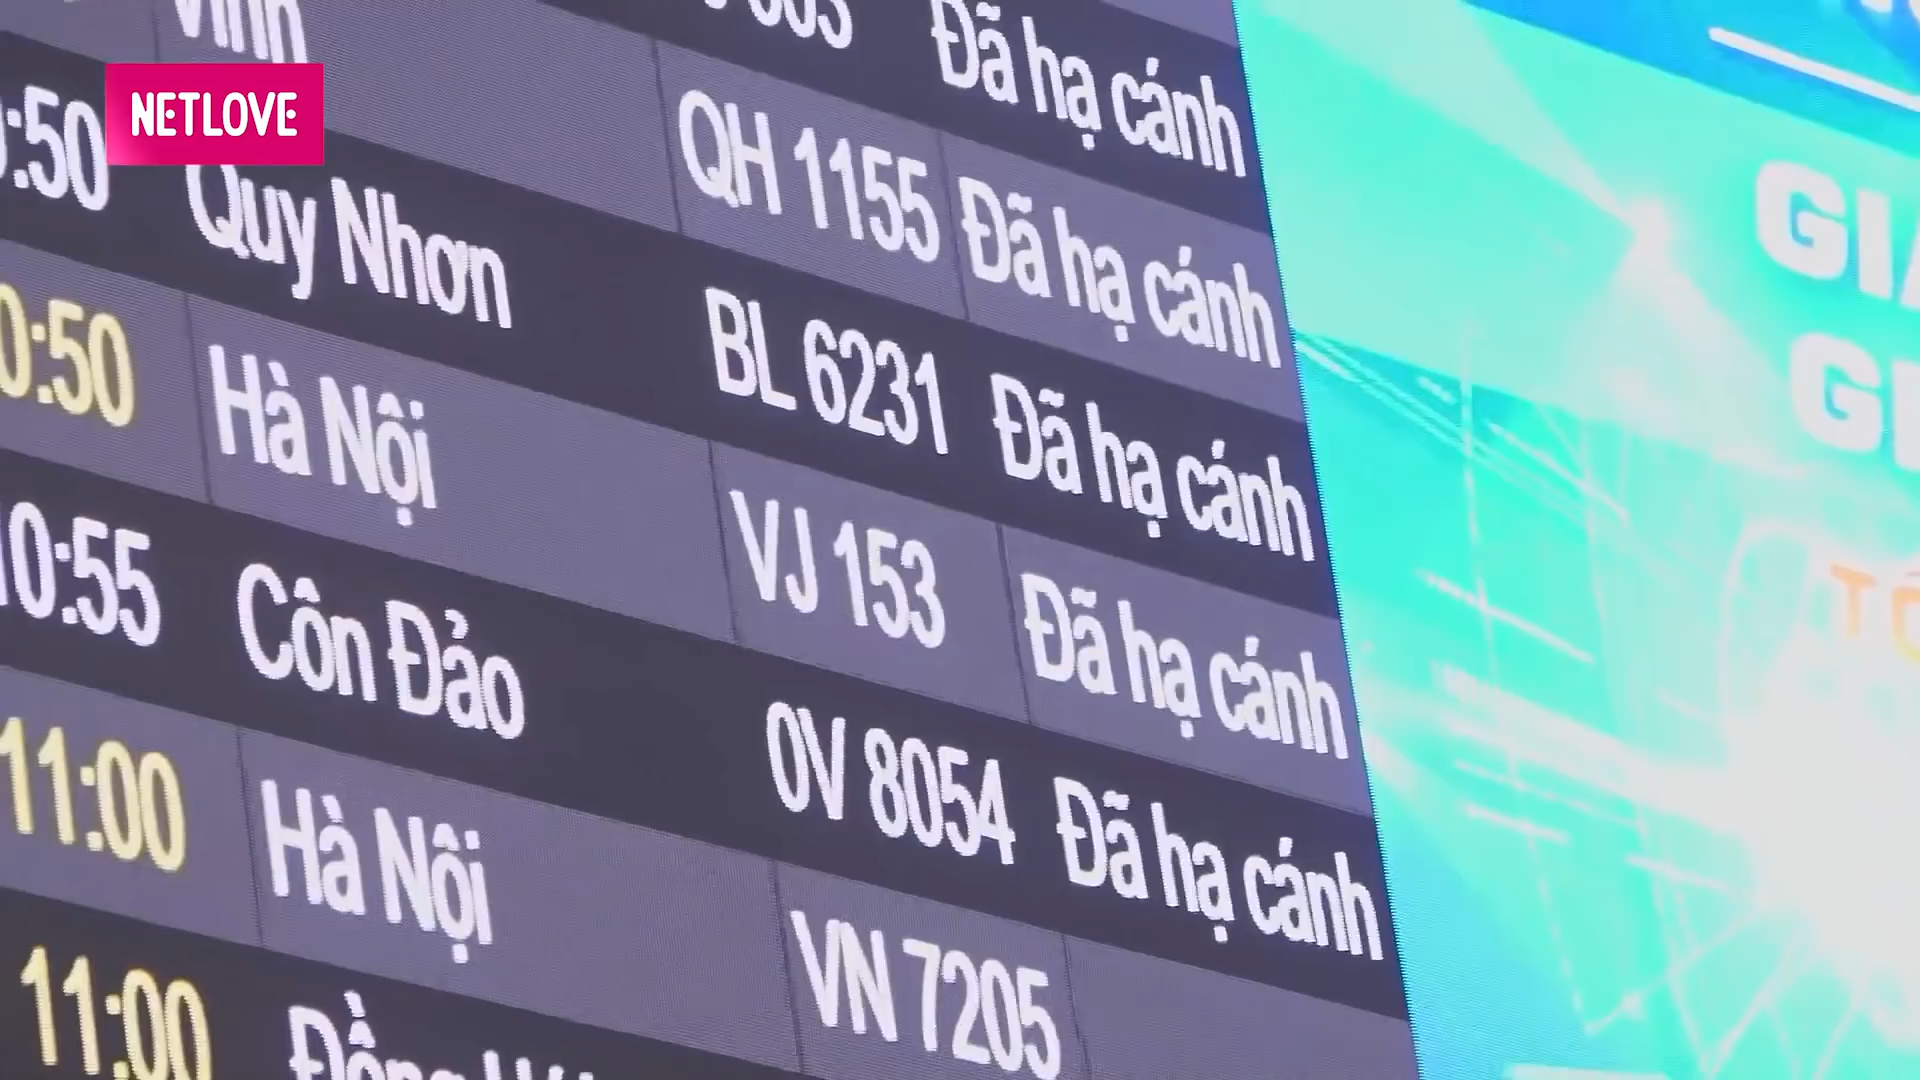 NETLOVE
Đã hạ cánh
Vinh QH 1155 Đã hạ cánh
:50 Quy Nhơn BL 6231 Đã hạ cánh
0:50 Hà Nội VJ 153 Đã hạ cánh
10:55 Côn Đảo 0V 8054 Đã hạ cánh
11:00 Hà Nội VN 7205
11:00 Đồng